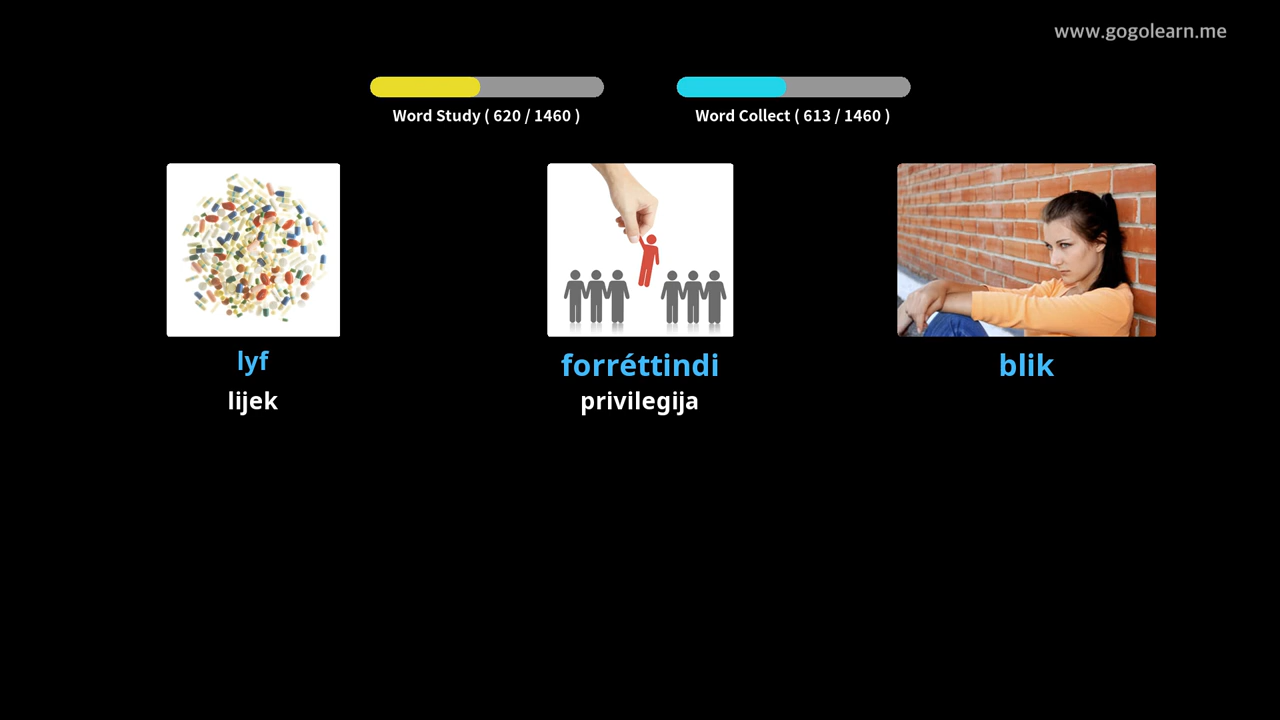 www.gogolearn.me
Word Study ( 620 / 1460 )
Word Collect ( 613 / 1460 )
lyf
lijek
forréttindi
privilegija
blik